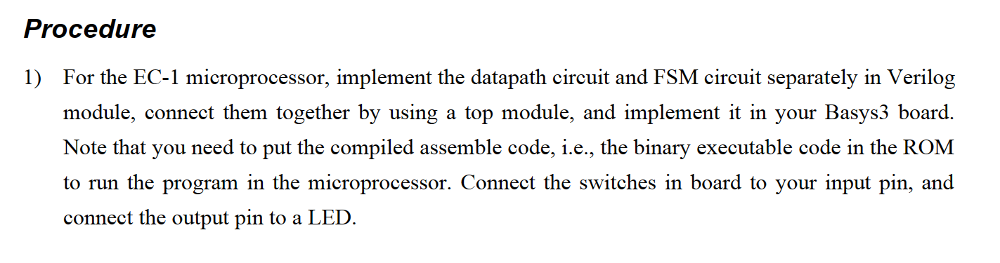 Procedure
1) For the EC-1 microprocessor, implement the datapath circuit and FSM circuit separately in Verilog
module, connect them together by using a top module, and implement it in your Basys3 board.
Note that you need to put the compiled assemble code, i.e., the binary executable code in the ROM
to run the program in the microprocessor. Connect the switches in board to your input pin, and
connect the output pin to a LED.